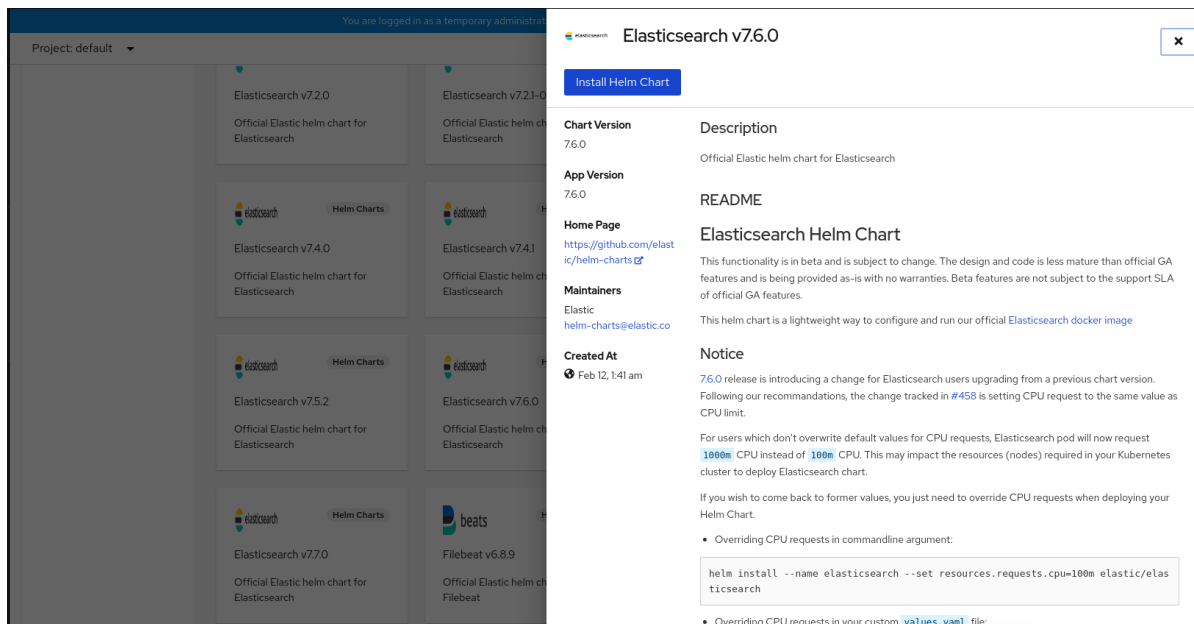 You are logged in as a temporary administrat
Project: default
Elasticsearch v7.2.0
Official Elastic helm chart for
Elasticsearch
Elasticsearch v7.2.1-0
Official Elastic helm ch
Elasticsearch
elasticsearch
Helm Charts
Elasticsearch v7.4.0
Official Elastic helm chart for
Elasticsearch
elasticsearch
H
Elasticsearch v7.4.1
Official Elastic helm ch
Elasticsearch
elasticsearch
Helm Charts
Elasticsearch v7.5.2
Official Elastic helm chart for
Elasticsearch
elasticsearch
H
Elasticsearch v7.6.0
Official Elastic helm ch
Elasticsearch
elasticsearch
Helm Charts
Elasticsearch v7.7.0
Official Elastic helm chart for
Elasticsearch
beats
H
Filebeat v6.8.9
Official Elastic helm ch
Filebeat
elasticsearch
Elasticsearch v7.6.0
Install Helm Chart
Chart Version
7.6.0
App Version
7.6.0
Home Page
https://github.com/elast
ic/helm-charts
Maintainers
Elastic
helm-charts@elastic.co
Created At
Feb 12, 1:41 am
Description
Official Elastic helm chart for Elasticsearch
README
Elasticsearch Helm Chart
This functionality is in beta and is subject to change. The design and code is less mature than official GA
features and is being provided as-is with no warranties. Beta features are not subject to the support SLA
of official GA features.
This helm chart is a lightweight way to configure and run our official Elasticsearch docker image
Notice
7.6.0 release is introducing a change for Elasticsearch users upgrading from a previous chart version.
Following our recommandations, the change tracked in #458 is setting CPU request to the same value as
CPU limit.
For users which don't overwrite default values for CPU requests, Elasticsearch pod will now request
1000m CPU instead of 100m CPU. This may impact the resources (nodes) required in your Kubernetes
cluster to deploy Elasticsearch chart.
If you wish to come back to former values, you just need to override CPU requests when deploying your
Helm Chart.
• Overriding CPU requests in commandline argument:
helm install --name elasticsearch --set resources.requests.cpu=100m elastic/elas
ticsearch
• Overriding CPU requests in your custom values.yaml file: